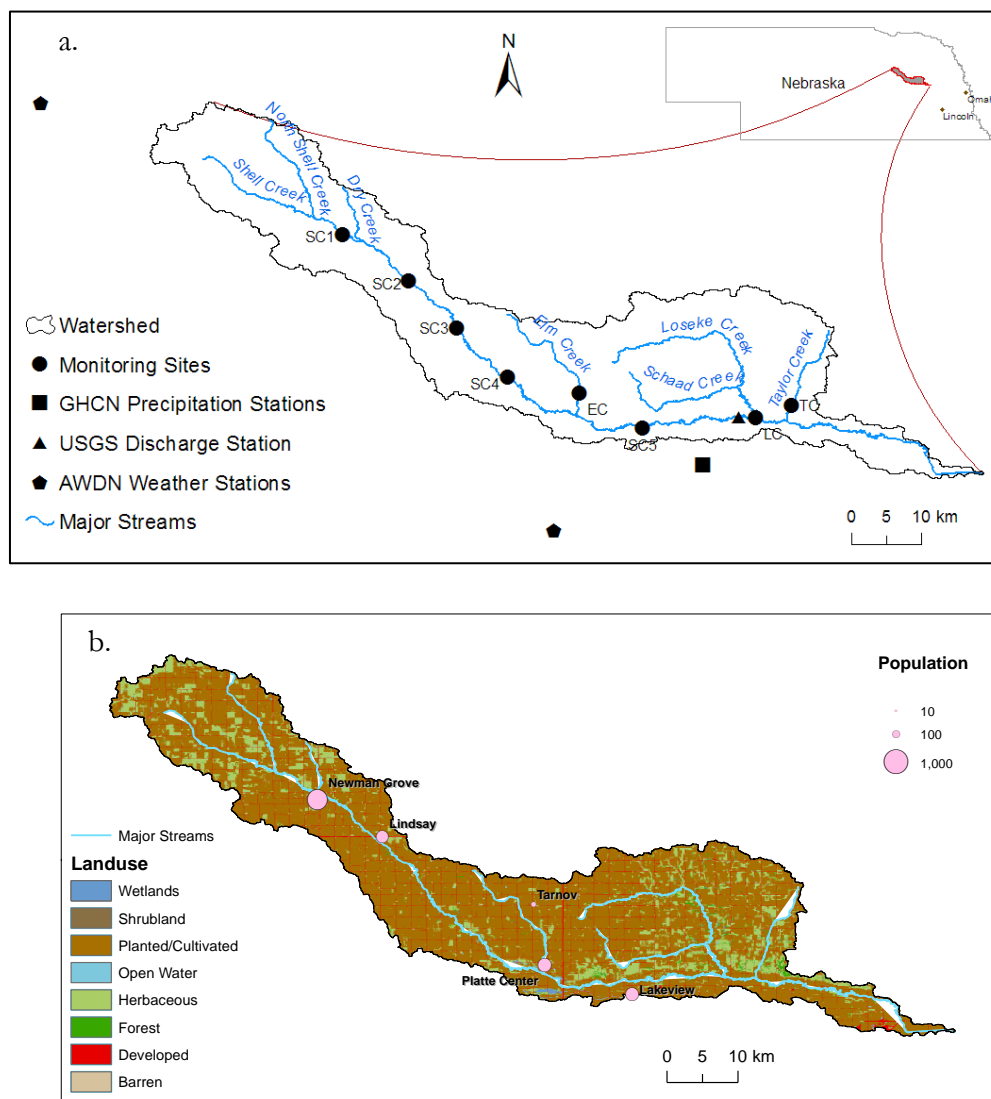 a.
N
Nebraska
Omah
Lincoln
North Shell Creek
Shell Creek
Dry Creek
SC1
SC2
SC3
SC4
Elm Creek
EC
Loseke Creek
Schaad Creek
Taylor Creek
TC
LC
SC5
Watershed
Monitoring Sites
GHCN Precipitation Stations
USGS Discharge Station
AWDN Weather Stations
Major Streams
0 5 10 km
b.
Population
10
100
1,000
Newman Grove
Lindsay
Tarnov
Platte Center
Lakeview
Major Streams
Landuse
Wetlands
Shrubland
Planted/Cultivated
Open Water
Herbaceous
Forest
Developed
Barren
0 5 10 km